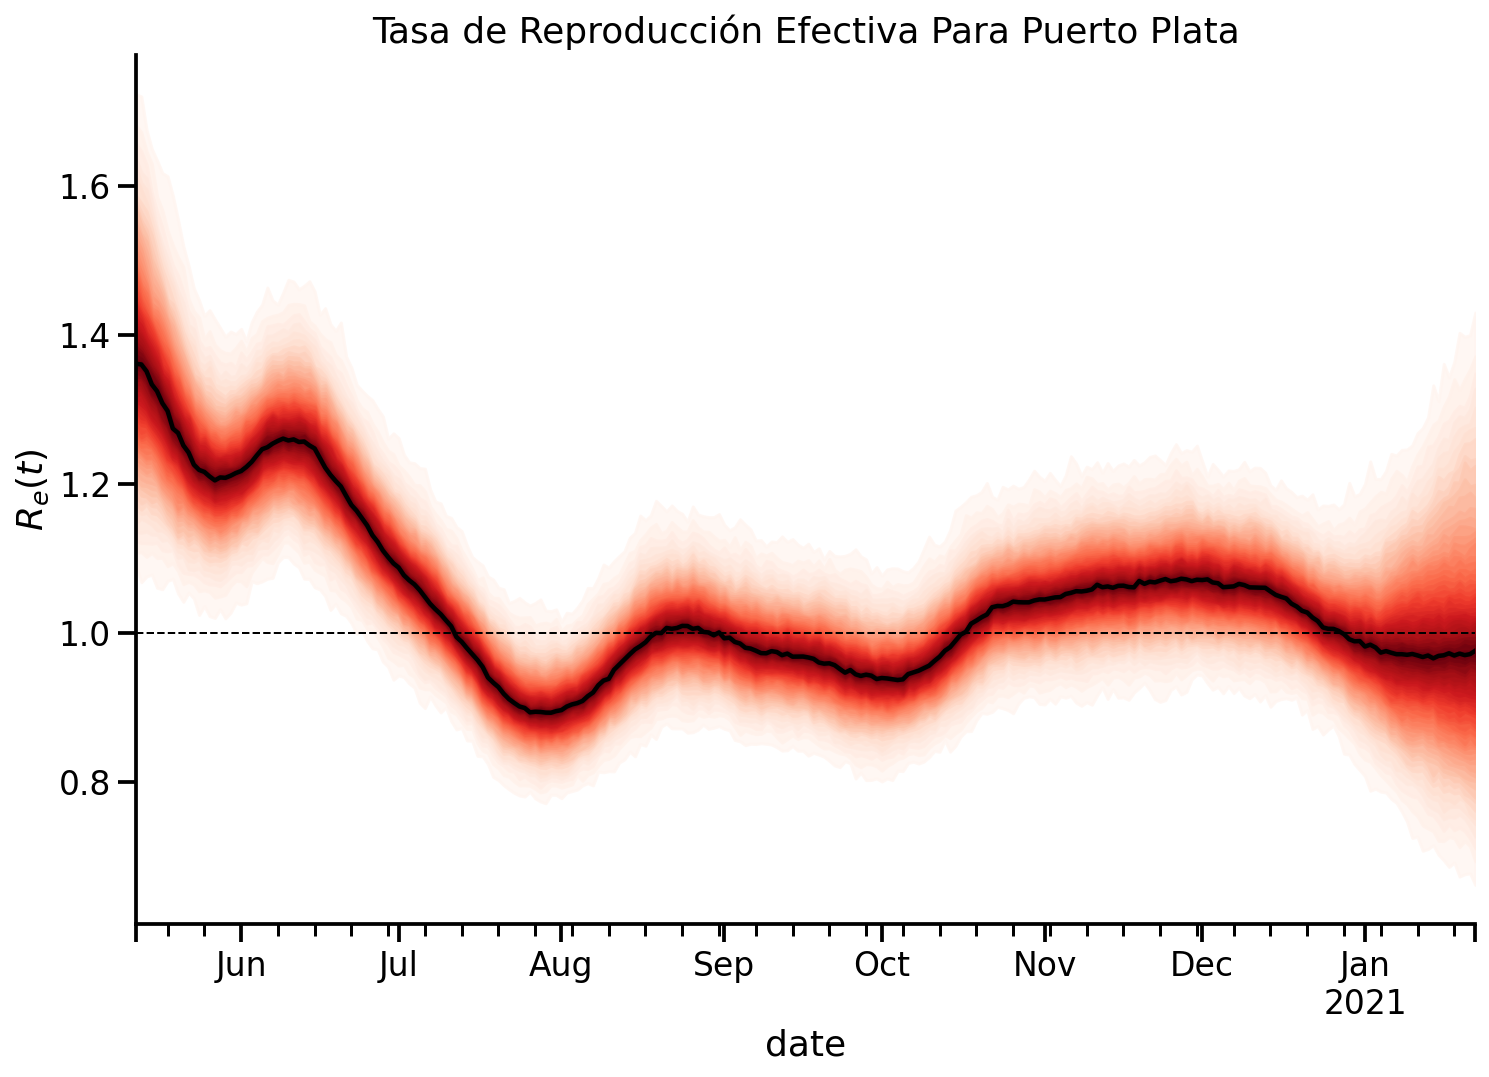 Tasa de Reproducción Efectiva Para Puerto Plata
R_e(t)
1.6
1.4
1.2
1.0
0.8
Jun Jul Aug Sep Oct Nov Dec Jan
2021
date